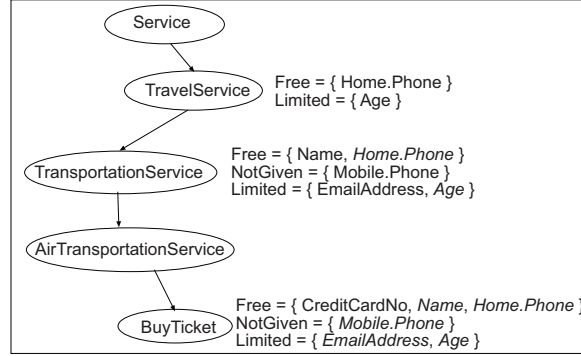 Service
TravelService
Free = { Home.Phone }
Limited = { Age }
TransportationService
Free = { Name, Home.Phone }
NotGiven = { Mobile.Phone }
Limited = { EmailAddress, Age }
AirTransportationService
BuyTicket
Free = { CreditCardNo, Name, Home.Phone }
NotGiven = { Mobile.Phone }
Limited = { EmailAddress, Age }